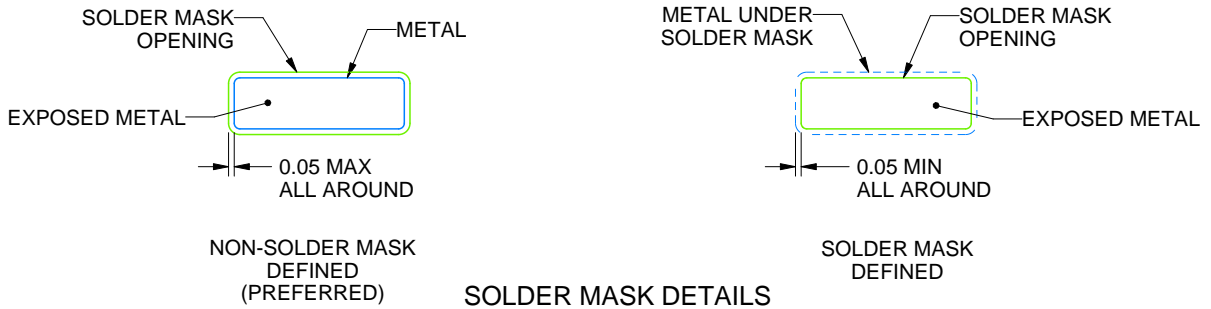 SOLDER MASK
OPENING
METAL
EXPOSED METAL
0.05 MAX
ALL AROUND
NON-SOLDER MASK
DEFINED
(PREFERRED)
METAL UNDER
SOLDER MASK
SOLDER MASK
OPENING
EXPOSED METAL
0.05 MIN
ALL AROUND
SOLDER MASK
DEFINED
SOLDER MASK DETAILS